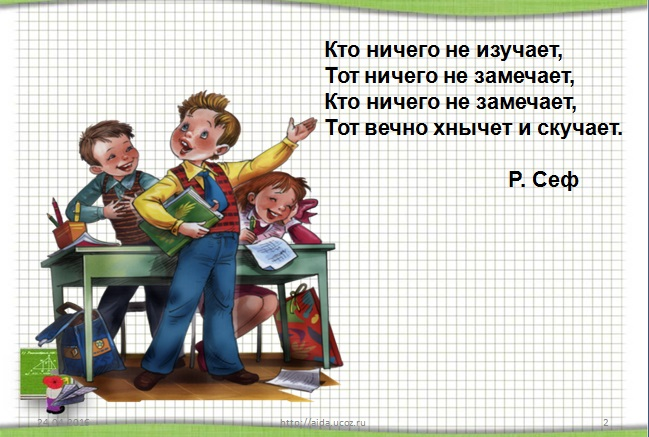 Кто ничего не изучает,
Тот ничего не замечает,
Кто ничего не замечает,
Тот вечно хнычет и скучает.
Р. Сеф
http://aida.ucoz.ru
2